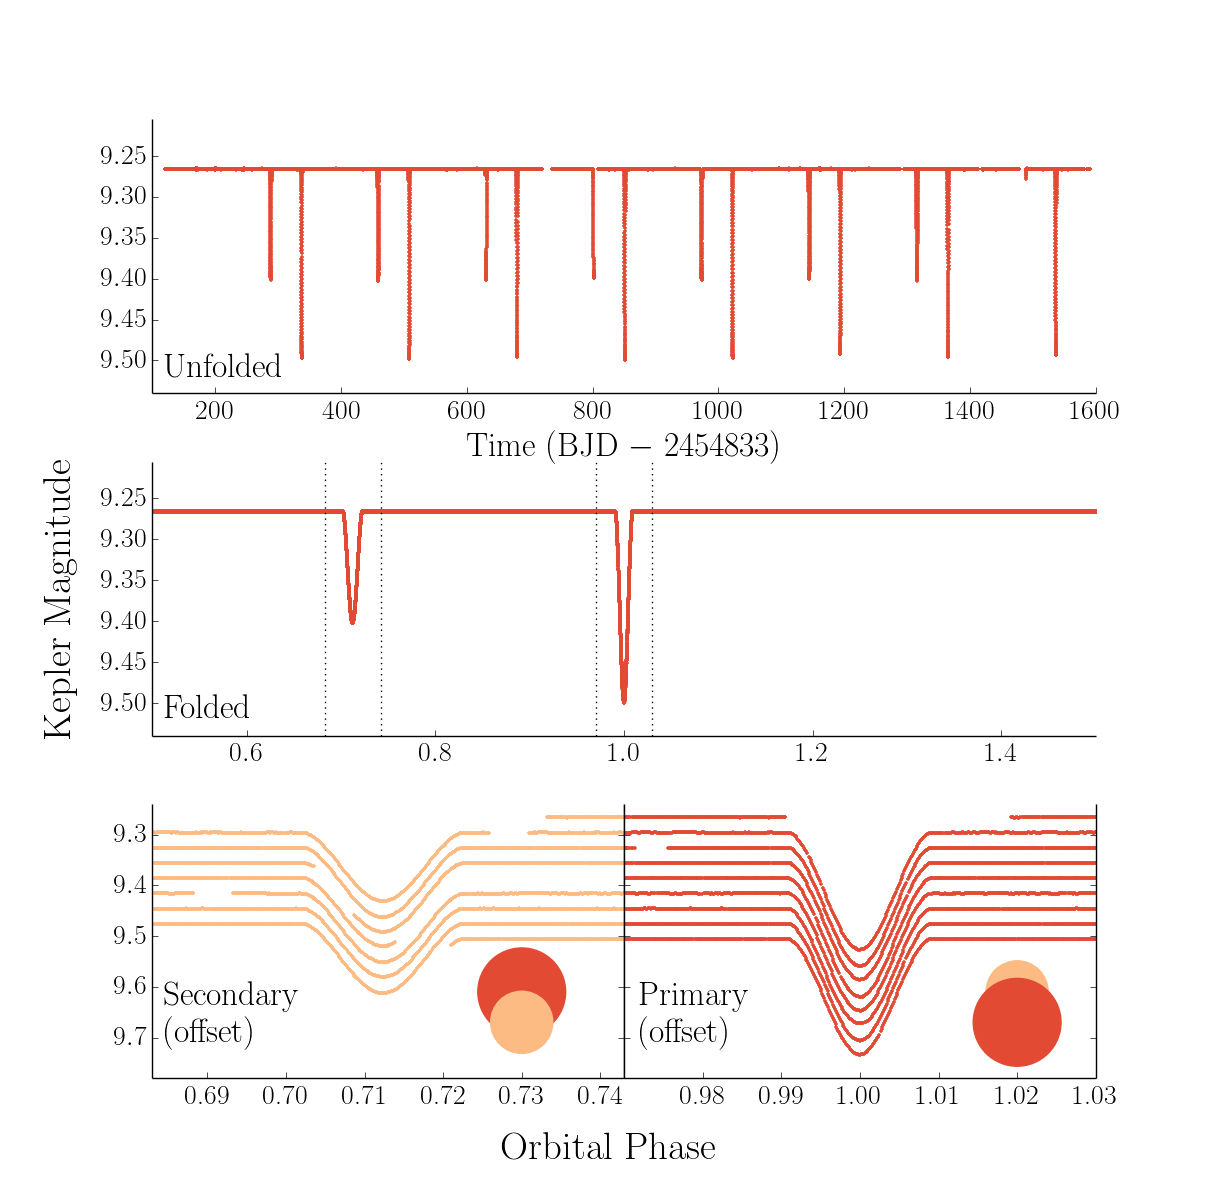 9.25
9.30
9.35
9.40
9.45
9.50
Unfolded
200 400 600 800 1000 1200 1400 1600
Time (BJD − 2454833)
Kepler Magnitude
9.25
9.30
9.35
9.40
9.45
9.50
Folded
0.6 0.8 1.0 1.2 1.4
9.3
9.4
9.5
9.6
9.7
Secondary
(offset)
Primary
(offset)
0.69 0.70 0.71 0.72 0.73 0.74 0.98 0.99 1.00 1.01 1.02 1.03
Orbital Phase